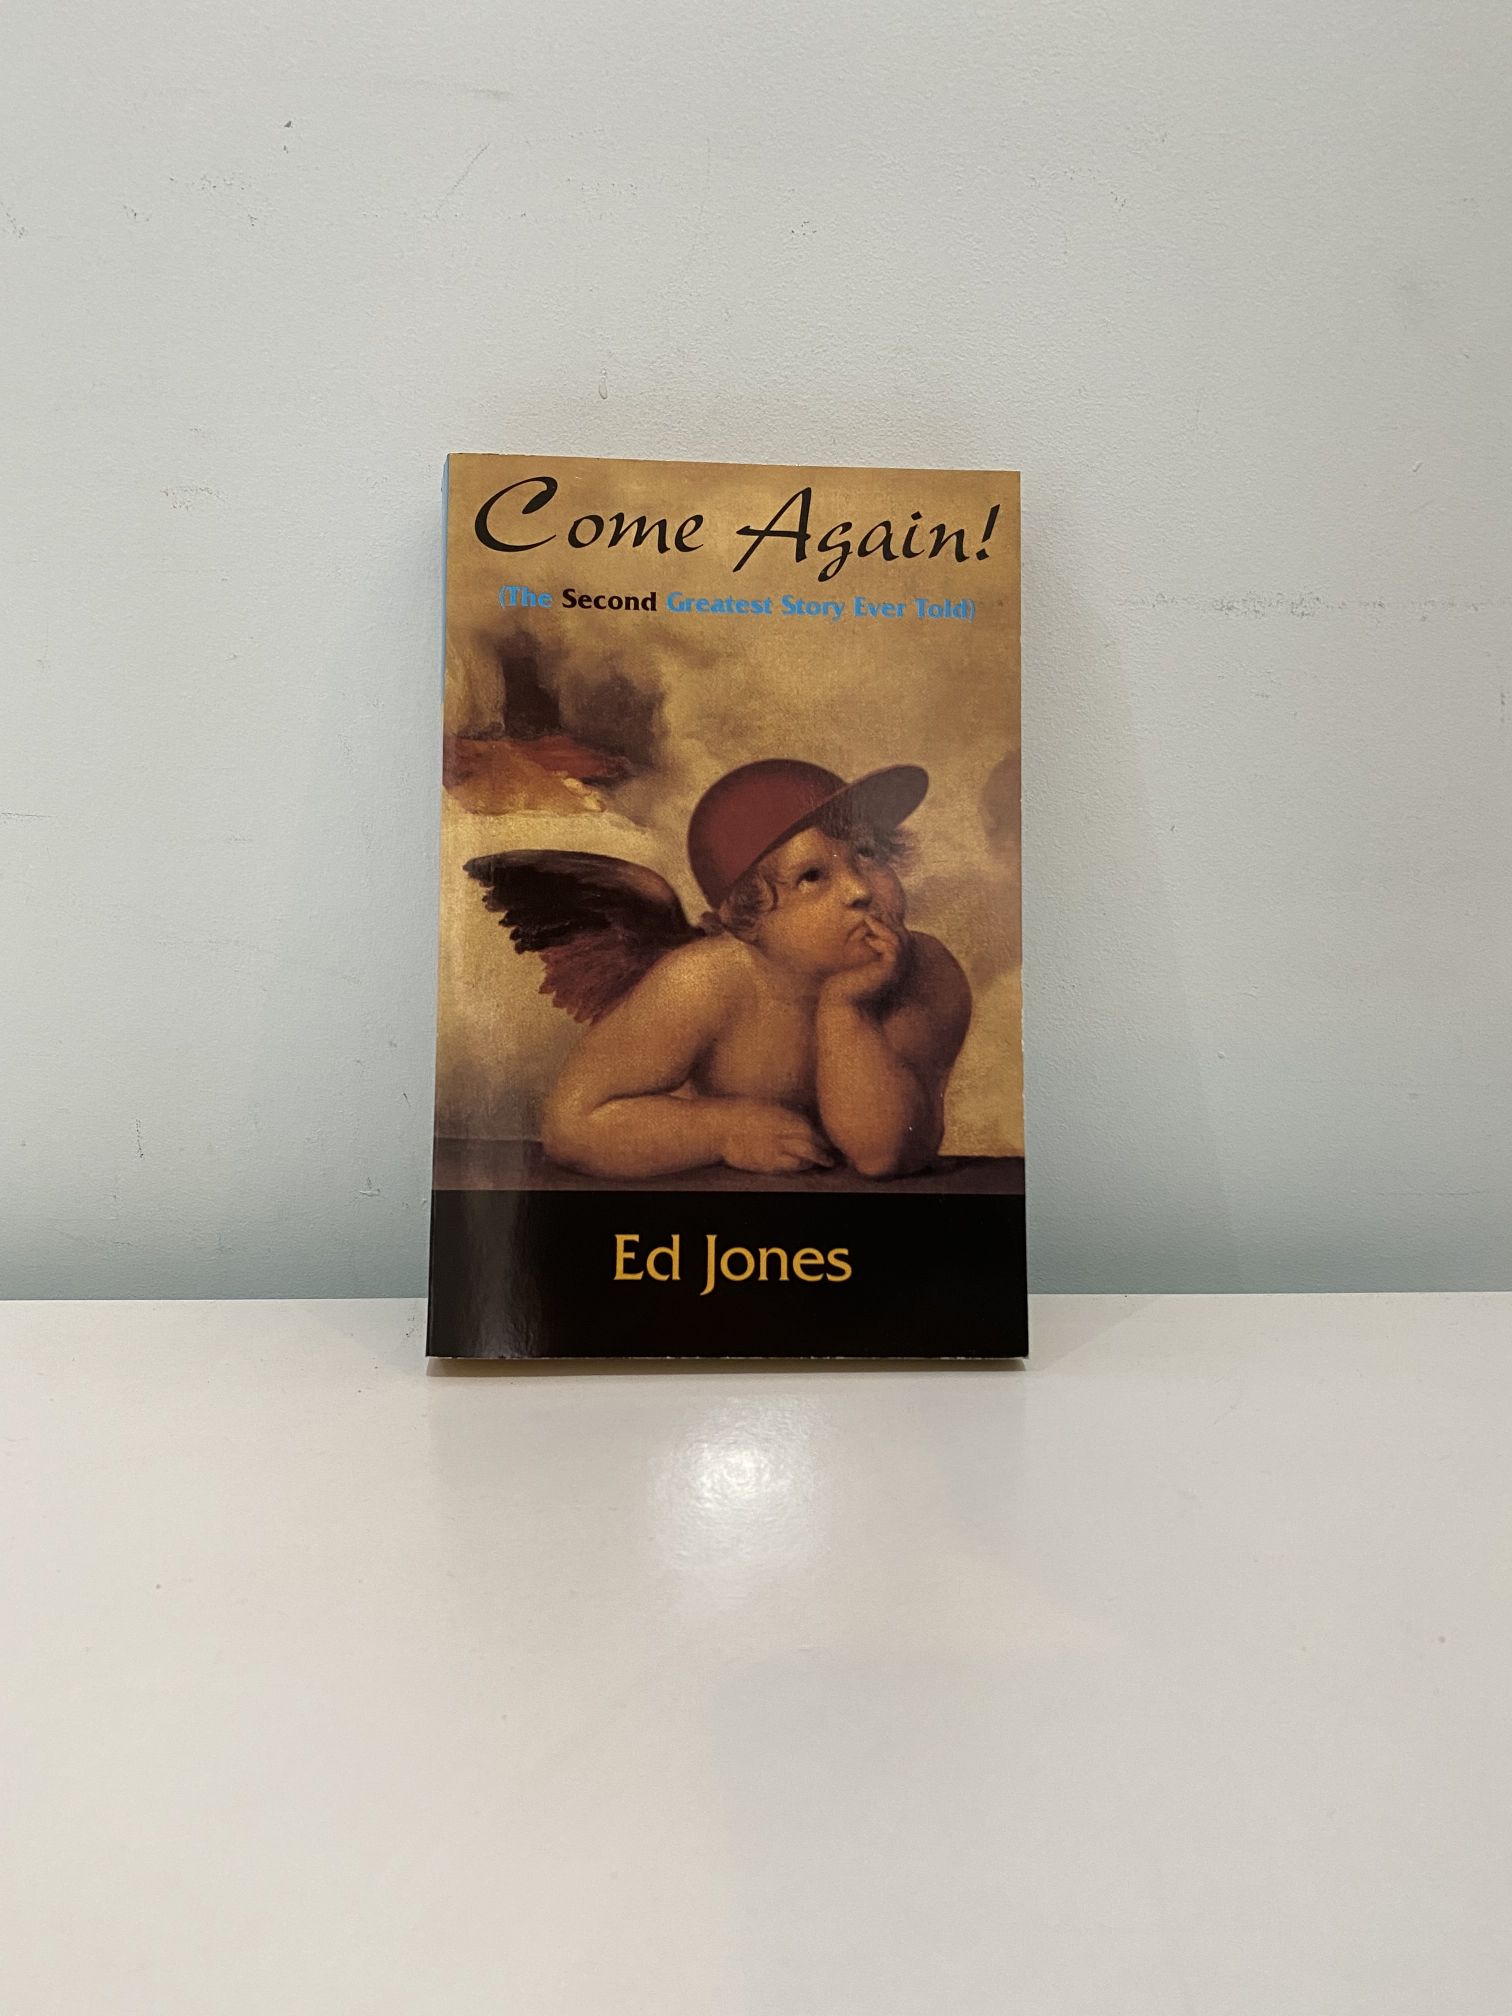 Come Again!
(The Second Greatest Story Ever Told)
Ed Jones